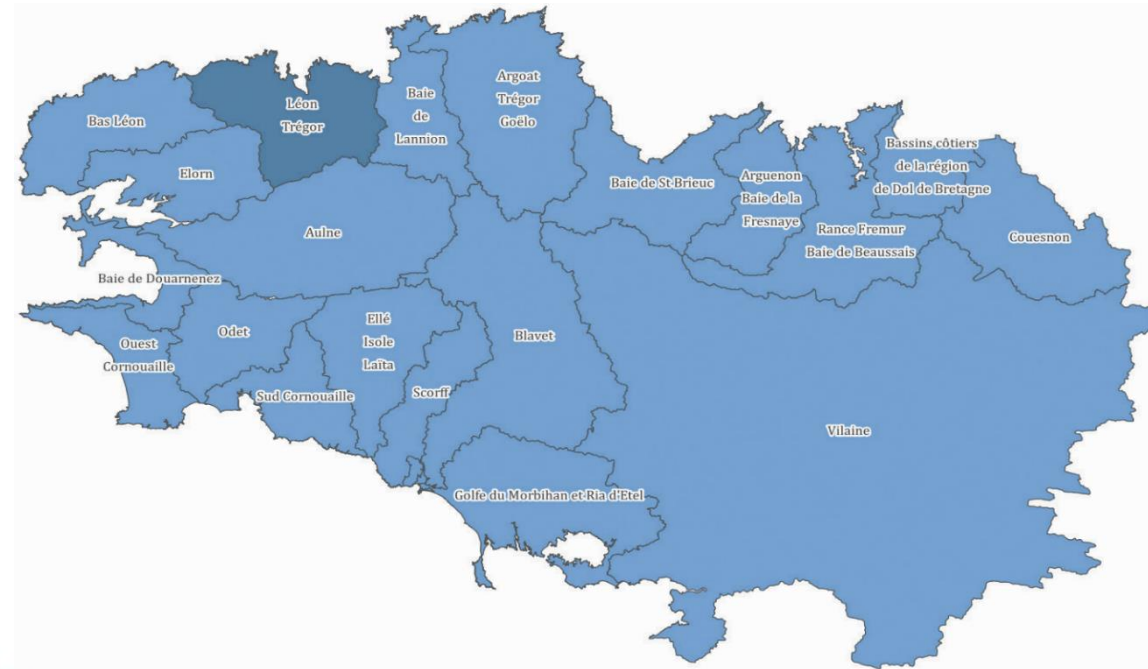 Léon
Trégor
Bas Léon
Elorn
Baie
de
Lannion
Argoat
Trégor
Goëlo
Baie de St-Brieuc
Arguenon
Baie de la
Fresnaye
Rance Fremur
Baie de Beaussais
Bassins côtiers
de la région
de Dol de Bretagne
Couesnon
Aulne
Baie de Douarnenez
Ouest
Cornouaille
Odet
Sud Cornouaille
Ellé
Isole
Laïta
Scorff
Blavet
Golfe du Morbihan et Ria d'Etel
Vilaine